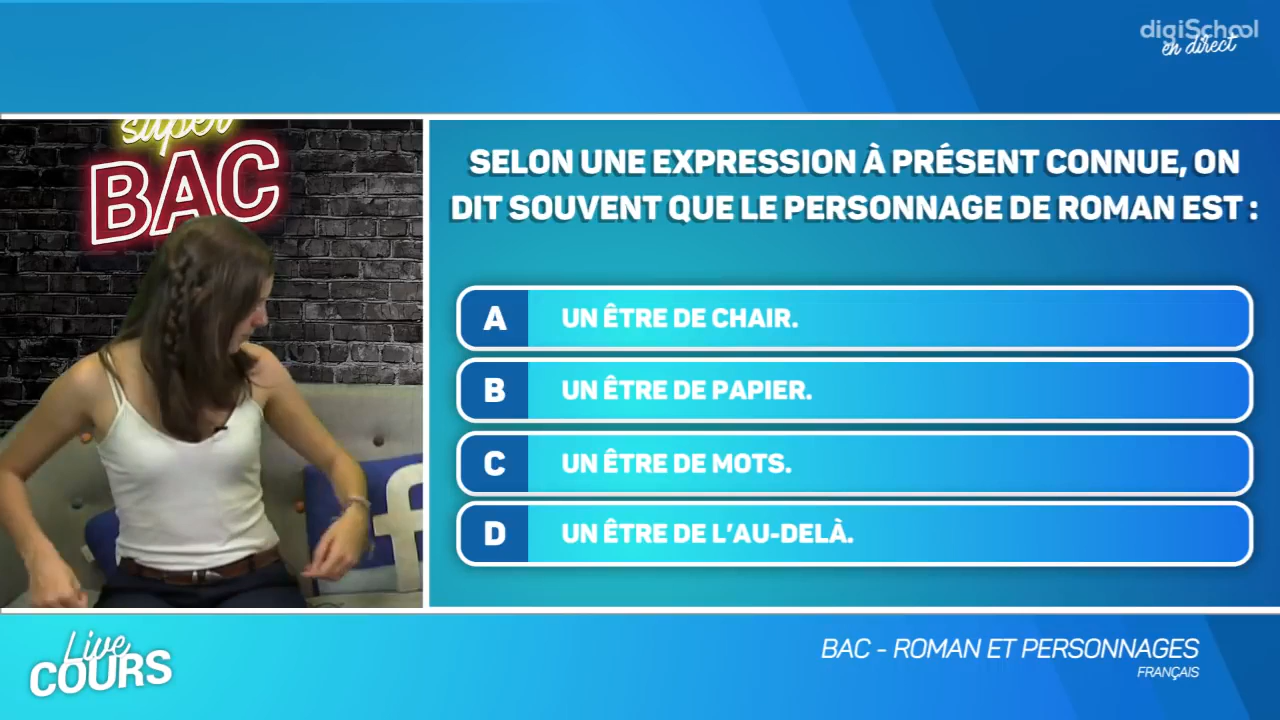 digiSchool
en direct
super
BAC
SELON UNE EXPRESSION À PRÉSENT CONNUE, ON
DIT SOUVENT QUE LE PERSONNAGE DE ROMAN EST :
A UN ÊTRE DE CHAIR.
B UN ÊTRE DE PAPIER.
C UN ÊTRE DE MOTS.
D UN ÊTRE DE L'AU-DELÀ.
f
Live
COURS
BAC - ROMAN ET PERSONNAGES
FRANÇAIS